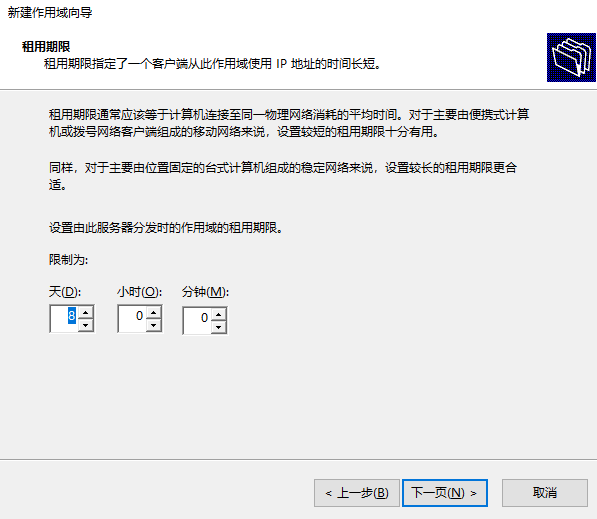 新建作用域向导
租用期限
租用期限指定了一个客户端从此作用域使用 IP 地址的时间长短。
租用期限通常应该等于计算机连接至同一物理网络消耗的平均时间。对于主要由便携式计算
机或拨号网络客户端组成的移动网络来说，设置较短的租用期限十分有用。
同样，对于主要由位置固定的台式计算机组成的稳定网络来说，设置较长的租用期限更合
适。
设置由此服务器分发时的作用域的租用期限。
限制为:
天(D): 小时(O): 分钟(M):
8 0 0
< 上一步(B) 下一页(N) > 取消